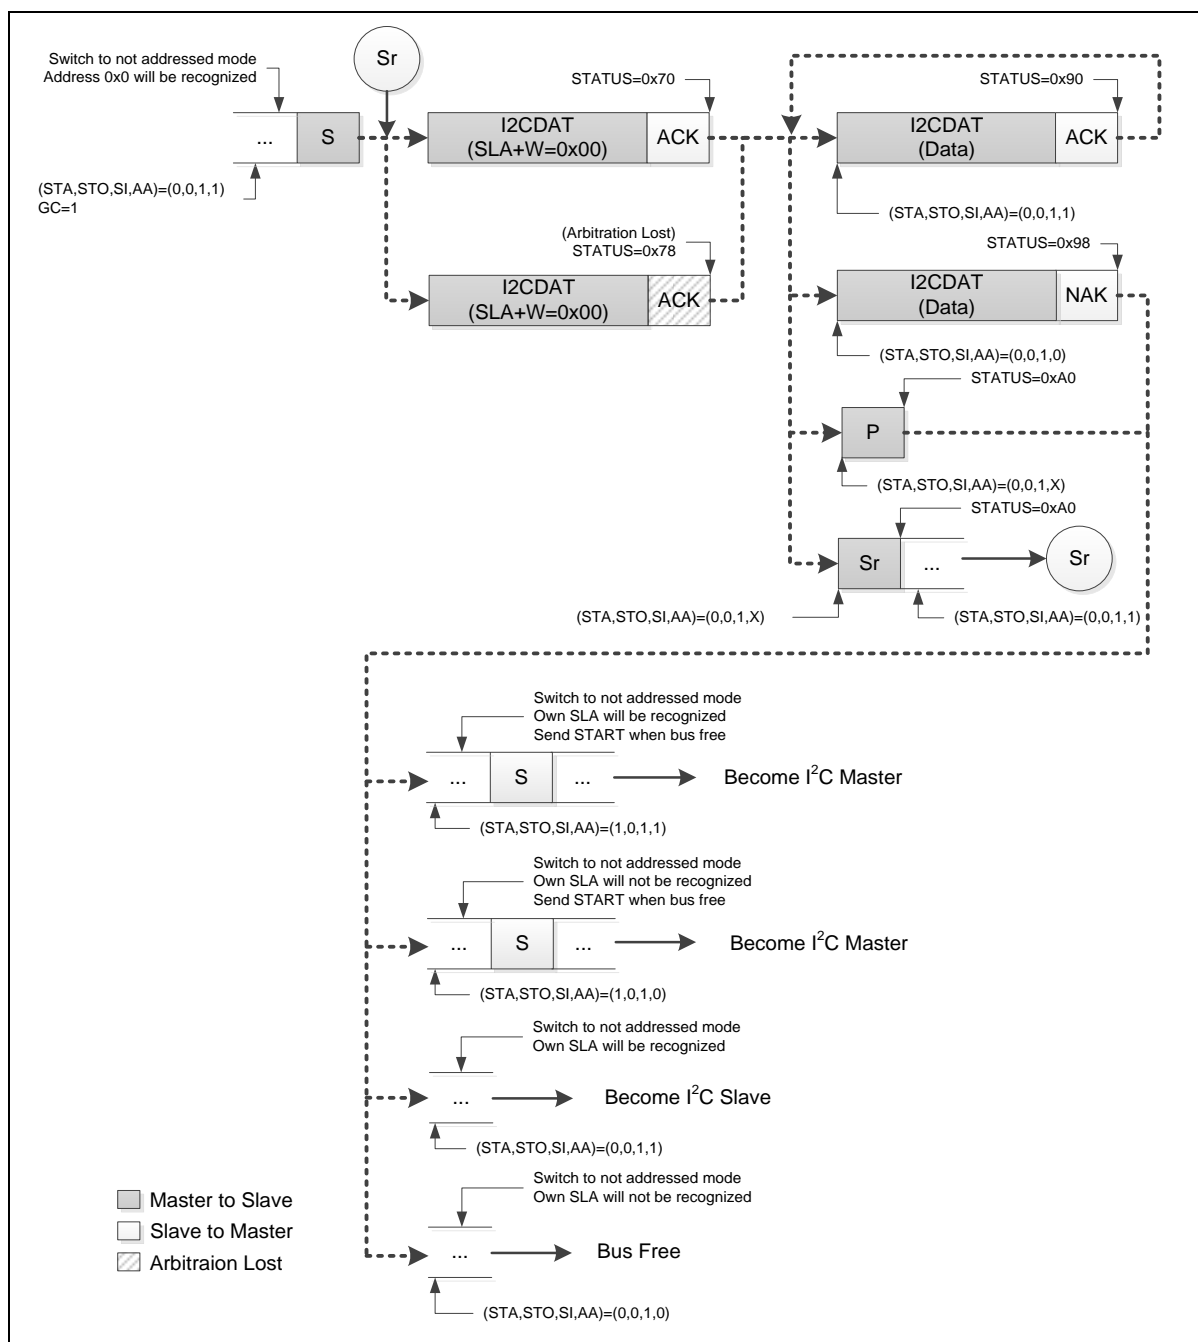 Switch to not addressed mode
Address 0x0 will be recognized
Sr
STATUS=0x70
STATUS=0x90
...
S
I2CDAT
(SLA+W=0x00)
ACK
I2CDAT
(Data)
ACK
(STA,STO,SI,AA)=(0,0,1,1)
GC=1
(STA,STO,SI,AA)=(0,0,1,1)
(Arbitration Lost)
STATUS=0x78
STATUS=0x98
I2CDAT
(SLA+W=0x00)
ACK
I2CDAT
(Data)
NAK
(STA,STO,SI,AA)=(0,0,1,0)
STATUS=0xA0
P
(STA,STO,SI,AA)=(0,0,1,X)
STATUS=0xA0
Sr
...
Sr
(STA,STO,SI,AA)=(0,0,1,X)
(STA,STO,SI,AA)=(0,0,1,1)
Switch to not addressed mode
Own SLA will be recognized
Send START when bus free
...
S
...
Become I²C Master
(STA,STO,SI,AA)=(1,0,1,1)
Switch to not addressed mode
Own SLA will not be recognized
Send START when bus free
...
S
...
Become I²C Master
(STA,STO,SI,AA)=(1,0,1,0)
Switch to not addressed mode
Own SLA will be recognized
...
Become I²C Slave
(STA,STO,SI,AA)=(0,0,1,1)
Switch to not addressed mode
Own SLA will not be recognized
...
Bus Free
(STA,STO,SI,AA)=(0,0,1,0)
Master to Slave
Slave to Master
Arbitraion Lost